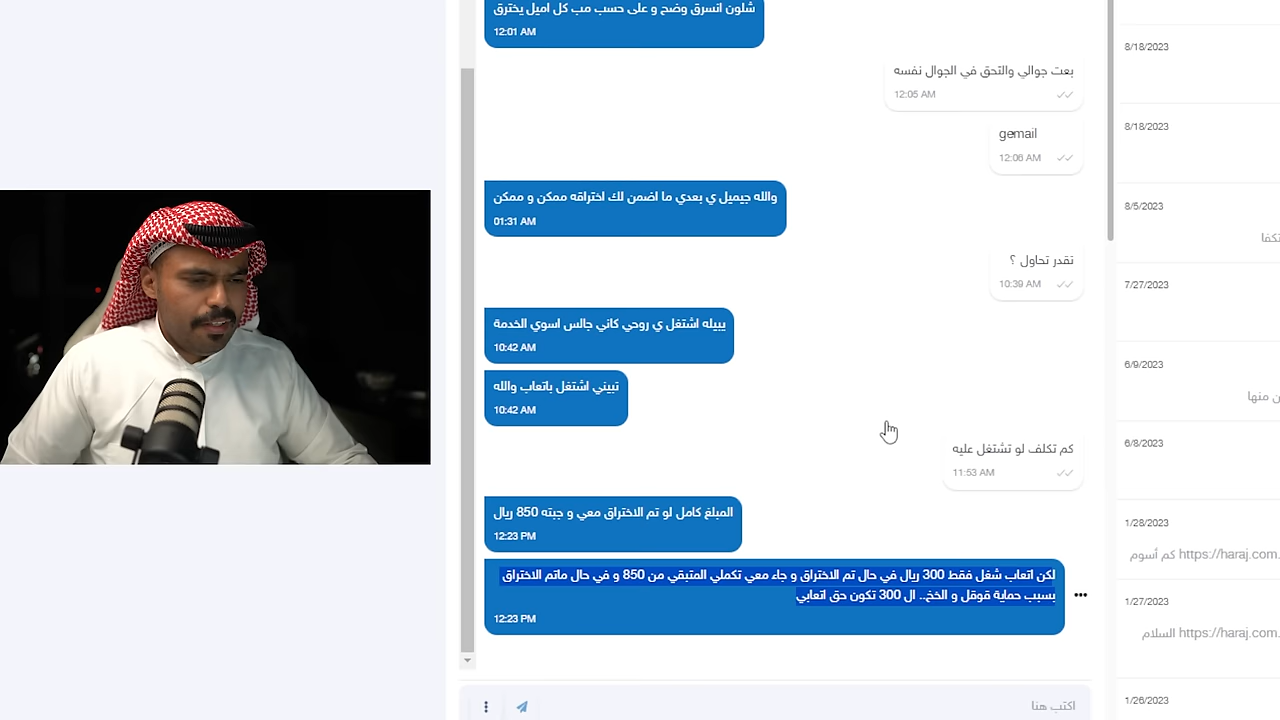 شلون انسرق وضح و على حسب مب كل اميل يخترق
12:01 AM
بعت جوالي والتحق في الجوال نفسه
12:05 AM
gemail
12:06 AM
والله جيميل ي بعدي ما اضمن لك اختراقه ممكن و ممكن
01:31 AM
تقدر تحاول ؟
10:39 AM
يبيله اشتغل ي روحي كاني جالس اسوي الخدمة
10:42 AM
تبيني اشتغل باتعاب والله
10:42 AM
كم تكلف لو تشتغل عليه
11:53 AM
المبلغ كامل لو تم الاختراق معي و جبته 850 ريال
12:23 PM
لكن اتعاب شغل فقط 300 ريال في حال تم الاختراق و جاء معي تكملي المتبقي من 850 و في حال ماتم الاختراق
بسبب حماية قوقل و الخخ.. ال 300 تكون حق اتعابي
12:23 PM
اكتب هنا
8/18/2023
8/18/2023
8/5/2023
تكفا
7/27/2023
6/9/2023
ن منها
6/8/2023
1/28/2023
https://haraj.com. كم أسوم
1/27/2023
https://haraj.com. السلام
1/26/2023